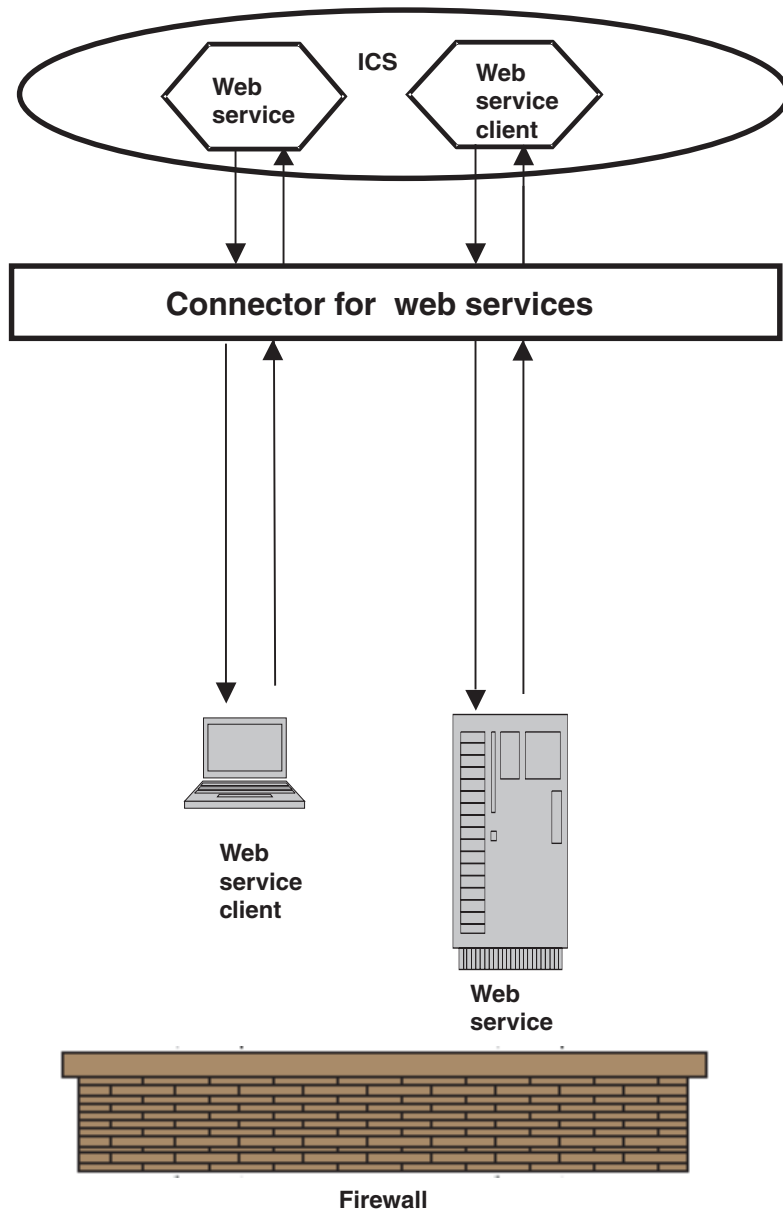 ICS
Web
service
Web
service
client
Connector for web services
Web
service
client
Web
service
Firewall